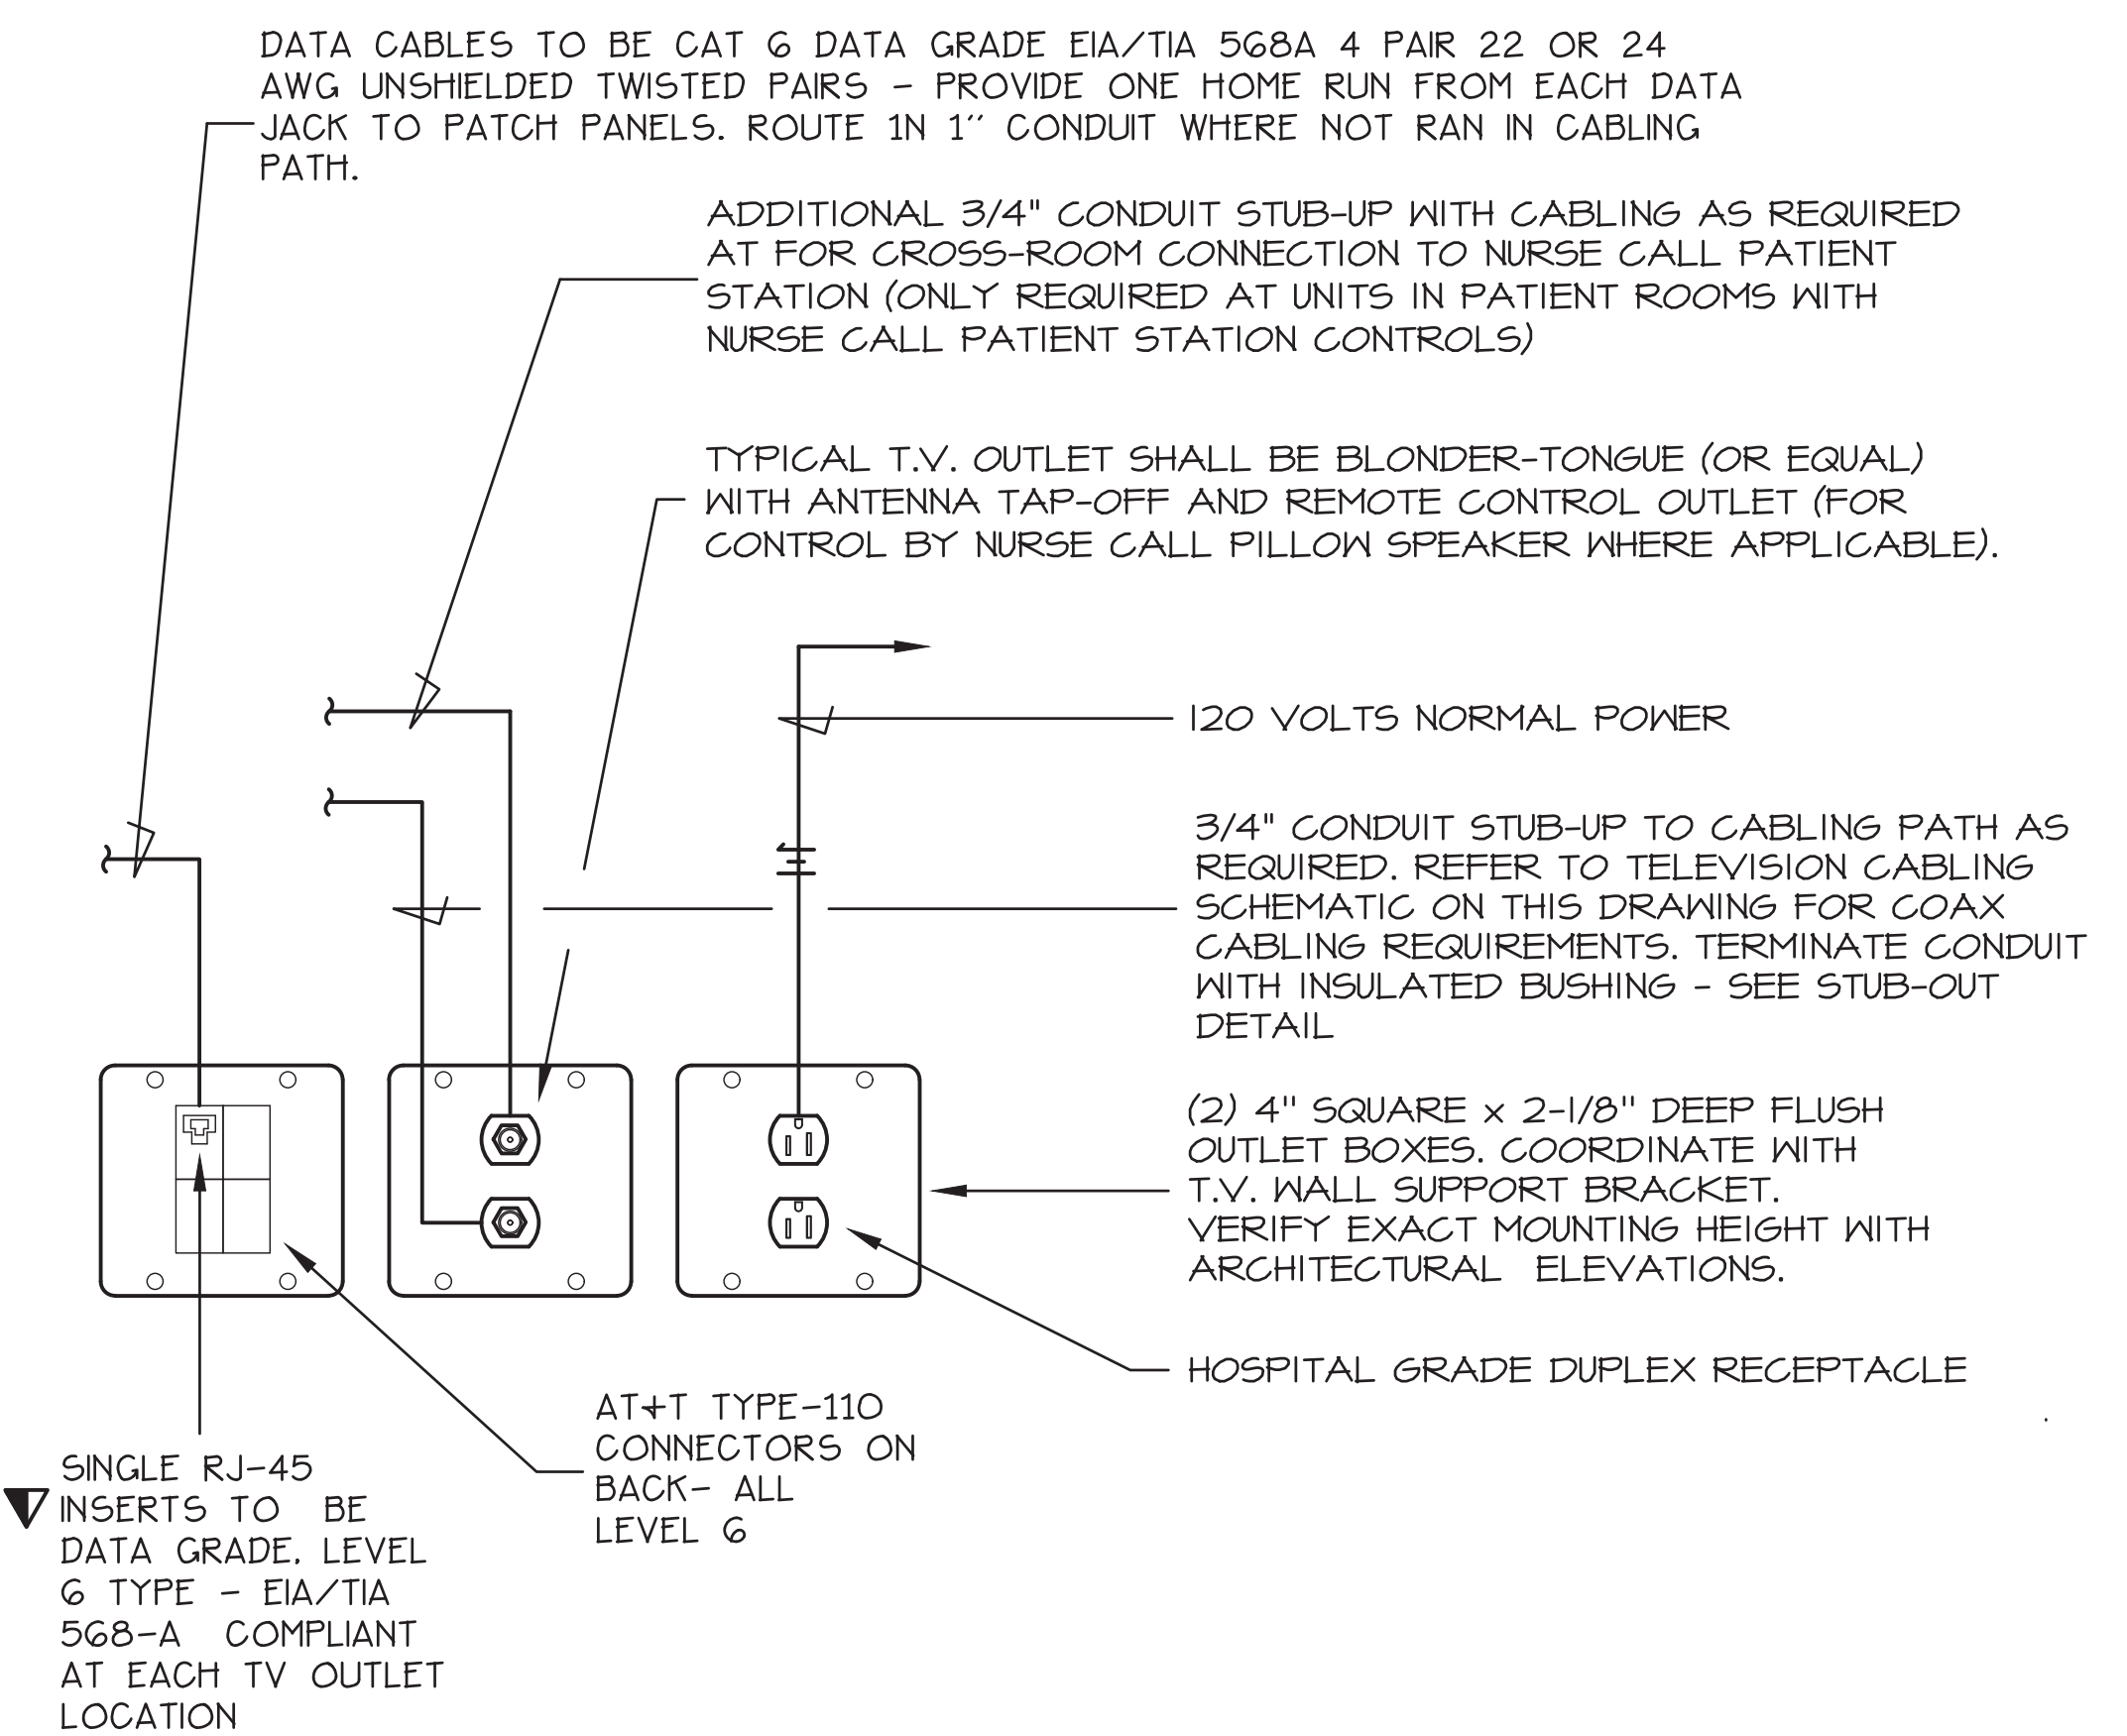 DATA CABLES TO BE CAT 6 DATA GRADE EIA/TIA 568A 4 PAIR 22 OR 24
AWG UNSHIELDED TWISTED PAIRS - PROVIDE ONE HOME RUN FROM EACH DATA
JACK TO PATCH PANELS. ROUTE 1N 1'' CONDUIT WHERE NOT RAN IN CABLING
PATH.
ADDITIONAL 3/4" CONDUIT STUB-UP WITH CABLING AS REQUIRED
AT FOR CROSS-ROOM CONNECTION TO NURSE CALL PATIENT
STATION (ONLY REQUIRED AT UNITS IN PATIENT ROOMS WITH
NURSE CALL PATIENT STATION CONTROLS)
TYPICAL T.V. OUTLET SHALL BE BLONDER-TONGUE (OR EQUAL)
WITH ANTENNA TAP-OFF AND REMOTE CONTROL OUTLET (FOR
CONTROL BY NURSE CALL PILLOW SPEAKER WHERE APPLICABLE).
120 VOLTS NORMAL POWER
3/4" CONDUIT STUB-UP TO CABLING PATH AS
REQUIRED. REFER TO TELEVISION CABLING
SCHEMATIC ON THIS DRAWING FOR COAX
CABLING REQUIREMENTS. TERMINATE CONDUIT
WITH INSULATED BUSHING - SEE STUB-OUT
DETAIL
(2) 4" SQUARE x 2-1/8" DEEP FLUSH
OUTLET BOXES. COORDINATE WITH
T.V. WALL SUPPORT BRACKET.
VERIFY EXACT MOUNTING HEIGHT WITH
ARCHITECTURAL ELEVATIONS.
HOSPITAL GRADE DUPLEX RECEPTACLE
AT&T TYPE-110
CONNECTORS ON
BACK- ALL
LEVEL 6
SINGLE RJ-45
INSERTS TO BE
DATA GRADE, LEVEL
6 TYPE - EIA/TIA
568-A COMPLIANT
AT EACH TV OUTLET
LOCATION